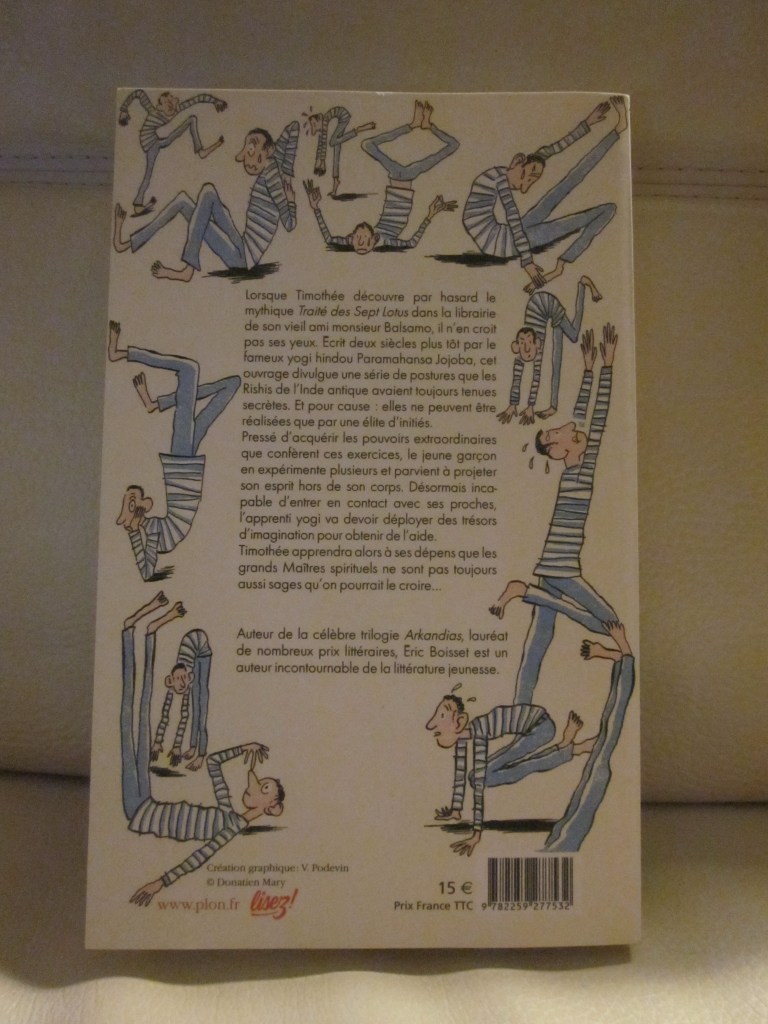 Lorsque Timothée découvre par hasard le
mythique Traité des Sept Lotus dans la librairie
de son vieil ami monsieur Balsamo, il n'en croit
pas ses yeux. Écrit deux siècles plus tôt par le
fameux yogi hindou Paramahansa Jojoba, cet
ouvrage divulgue une série de postures que les
Rishis de l'Inde antique avaient toujours tenues
secrètes. Et pour cause : elles ne peuvent être
réalisées que par une élite d'initiés.
Pressé d'acquérir les pouvoirs extraordinaires
que confèrent ces exercices, le jeune garçon
en expérimente plusieurs et parvient à projeter
son esprit hors de son corps. Désormais inca-
pable d'entrer en contact avec ses proches,
l'apprenti yogi va devoir déployer des trésors
d'imagination pour obtenir de l'aide.
Timothée apprendra alors à ses dépens que les
grands Maîtres spirituels ne sont pas toujours
aussi sages qu'on pourrait le croire...
Auteur de la célèbre trilogie Arkandias, lauréat
de nombreux prix littéraires, Éric Boisset est un
auteur incontournable de la littérature jeunesse.
Création graphique : V. Podevin
© Donatien Mary
www.plon.fr lisez!
15 €
Prix France TTC
9 782259 277532